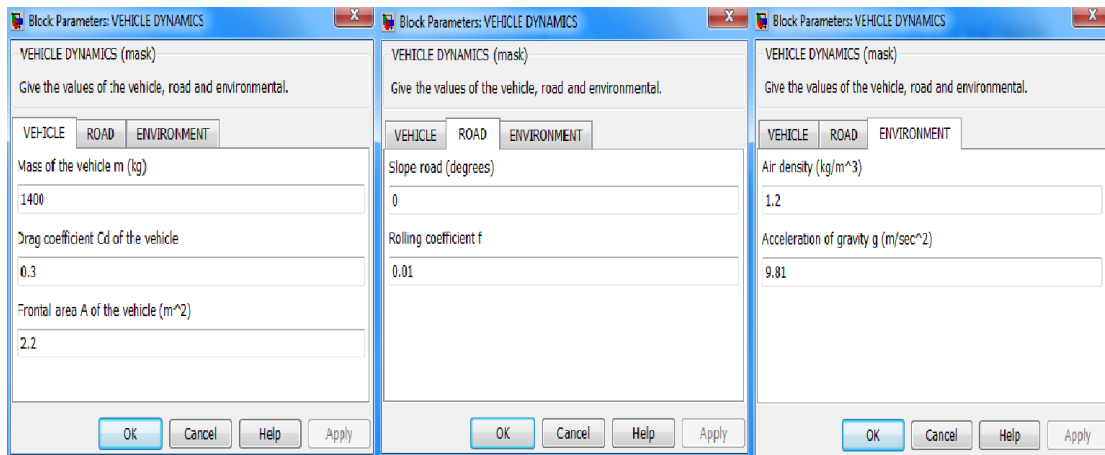 Block Parameters: VEHICLE DYNAMICS
VEHICLE DYNAMICS (mask)
Give the values of the vehicle, road and environmental.
VEHICLE ROAD ENVIRONMENT
Mass of the vehicle m (kg)
1400
Drag coefficient Cd of the vehicle
0.3
Frontal area A of the vehicle (m^2)
2.2
OK Cancel Help Apply
Block Parameters: VEHICLE DYNAMICS
VEHICLE DYNAMICS (mask)
Give the values of the vehicle, road and environmental.
VEHICLE ROAD ENVIRONMENT
Slope road (degrees)
0
Rolling coefficient f
0.01
OK Cancel Help Apply
Block Parameters: VEHICLE DYNAMICS
VEHICLE DYNAMICS (mask)
Give the values of the vehicle, road and environmental.
VEHICLE ROAD ENVIRONMENT
Air density (kg/m^3)
1.2
Acceleration of gravity g (m/sec^2)
9.81
OK Cancel Help Apply